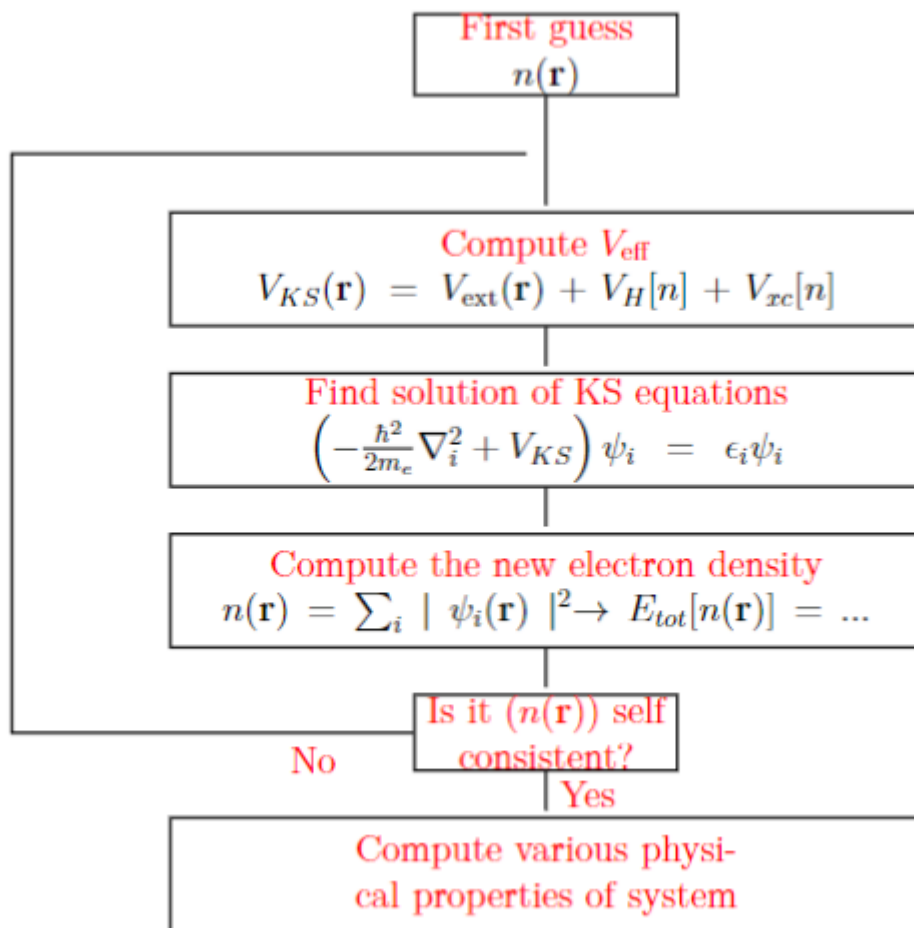 First guess
n(r)
Compute V_eff
V_KS(r) = V_ext(r) + V_H[n] + V_xc[n]
Find solution of KS equations
(-ħ²/2m_e ∇_i² + V_KS) ψ_i = ϵ_iψ_i
Compute the new electron density
n(r) = ∑_i | ψ_i(r) |² → E_tot[n(r)] = ...
Is it (n(r)) self
consistent?
No
Yes
Compute various physi-
cal properties of system